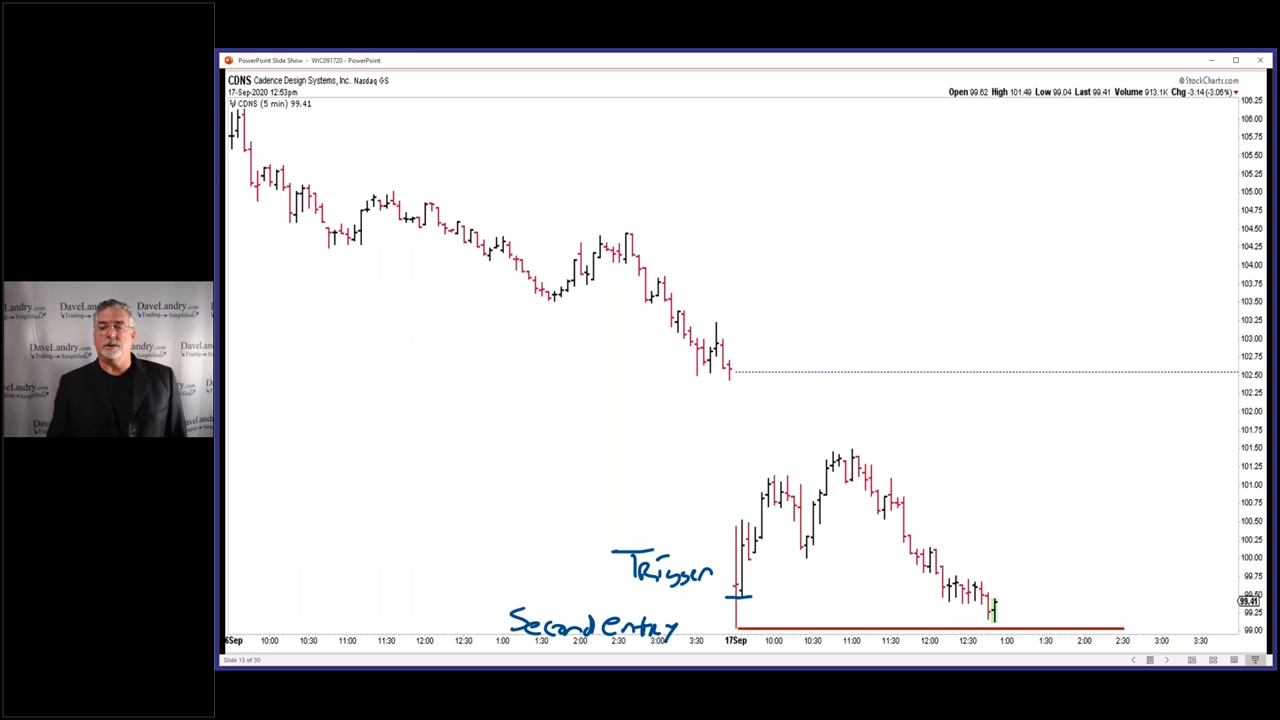 PowerPoint Slide Show - WIC091720 - PowerPoint
CDNS Cadence Design Systems, Inc. Nasdaq GS
© StockCharts.com
17-Sep-2020 12:53pm
Open 99.62 High 101.49 Low 99.04 Last 99.41 Volume 913.1K Chg -3.14 (-3.06%)
CDNS (5 min) 99.41
106.25
106.00
105.75
105.50
105.25
105.00
104.75
104.50
104.25
104.00
103.75
103.50
103.25
103.00
102.75
102.50
102.25
102.00
101.75
101.50
101.25
101.00
100.75
100.50
100.25
100.00
99.75
99.50
99.41
99.25
99.00
DaveLandry.com
Trading Simplified
Trigger
Second entry
6Sep 10:00 10:30 11:00 11:30 12:00 12:30 1:00 1:30 2:00 2:30 3:00 3:30 17Sep 10:00 10:30 11:00 11:30 12:00 12:30 1:00 1:30 2:00 2:30 3:00 3:30
Slide 13 of 30